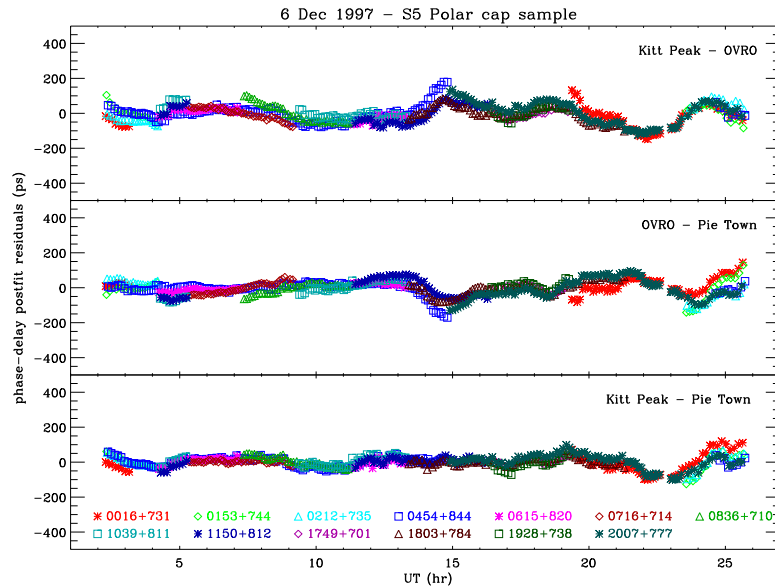 6 Dec 1997 – S5 Polar cap sample
Kitt Peak – OVRO
400
200
0
−200
−400
OVRO – Pie Town
400
200
0
−200
−400
phase–delay postfit residuals (ps)
Kitt Peak – Pie Town
400
200
0
−200
−400
0016+731 0153+744 0212+735 0454+844 0615+820 0716+714 0836+710
1039+811 1150+812 1749+701 1803+784 1928+738 2007+777
5 10 15 20 25
UT (hr)